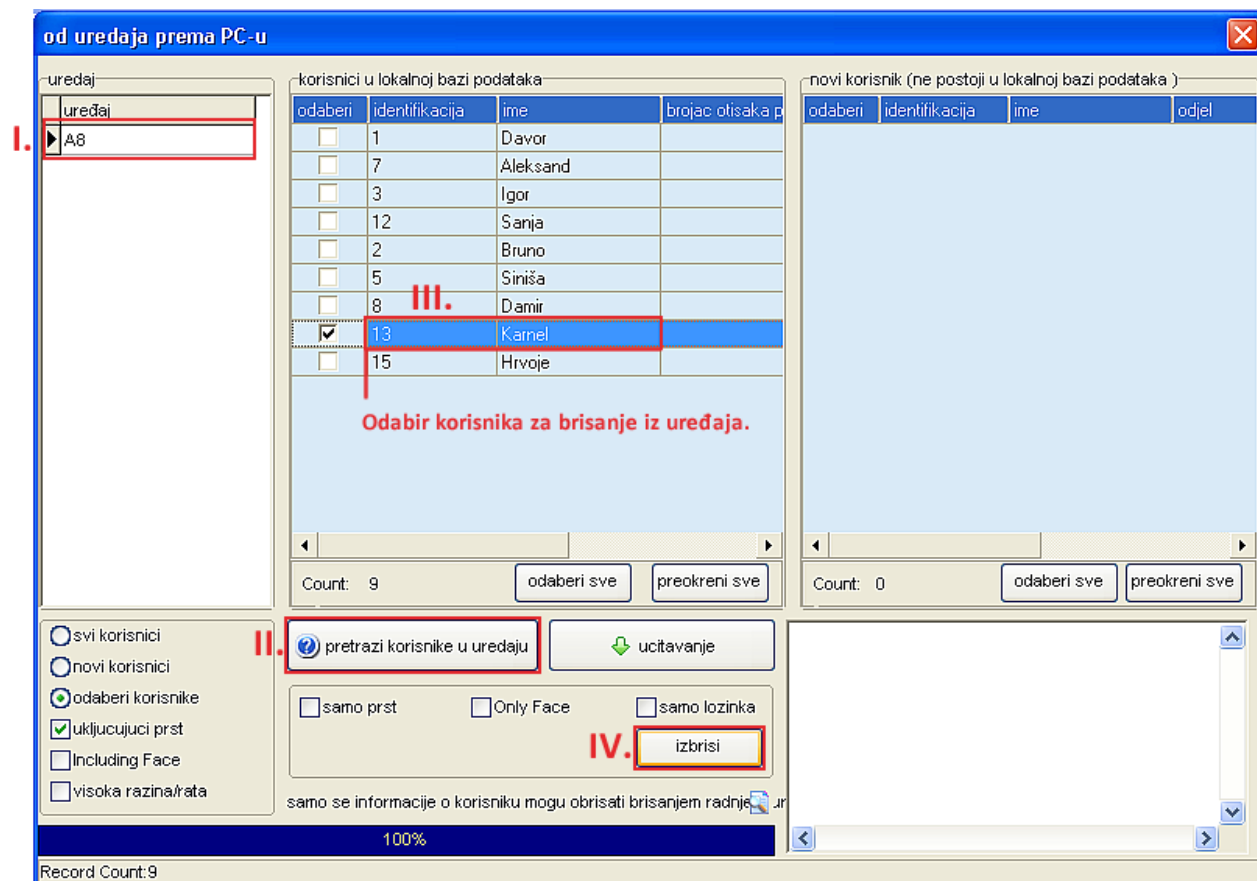 od uredaja prema PC-u
uredaj
uređaj
I.
A8
korisnici u lokalnoj bazi podataka
odaberi identifikacija ime brojac otisaka p
1 Davor
7 Aleksand
3 Igor
12 Sanja
2 Bruno
5 Siniša
8 Damir
III.
13 Karnel
15 Hrvoje
Odabir korisnika za brisanje iz uređaja.
Count: 9 odaberi sve preokreni sve
novi korisnik (ne postoji u lokalnoj bazi podataka )
odaberi identifikacija ime odjel
Count: 0 odaberi sve preokreni sve
svi korisnici
novi korisnici
odaberi korisnike
ukljucujuci prst
Including Face
visoka razina/rata
II.
pretrazi korisnike u uredaju
ucitavanje
samo prst Only Face samo lozinka
IV.
izbrisi
samo se informacije o korisniku mogu obrisati brisanjem radnje ur
100%
Record Count:9